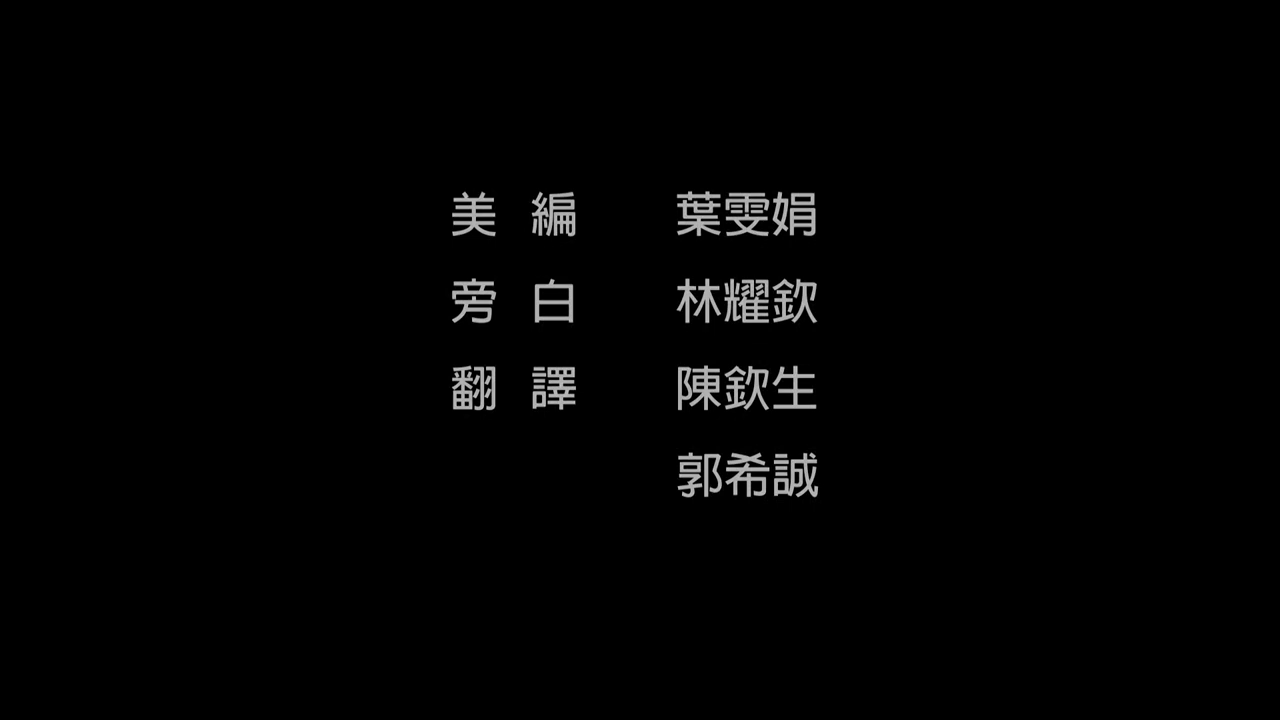 美 編 葉雯娟
旁 白 林耀欽
翻 譯 陳欽生
郭希誠